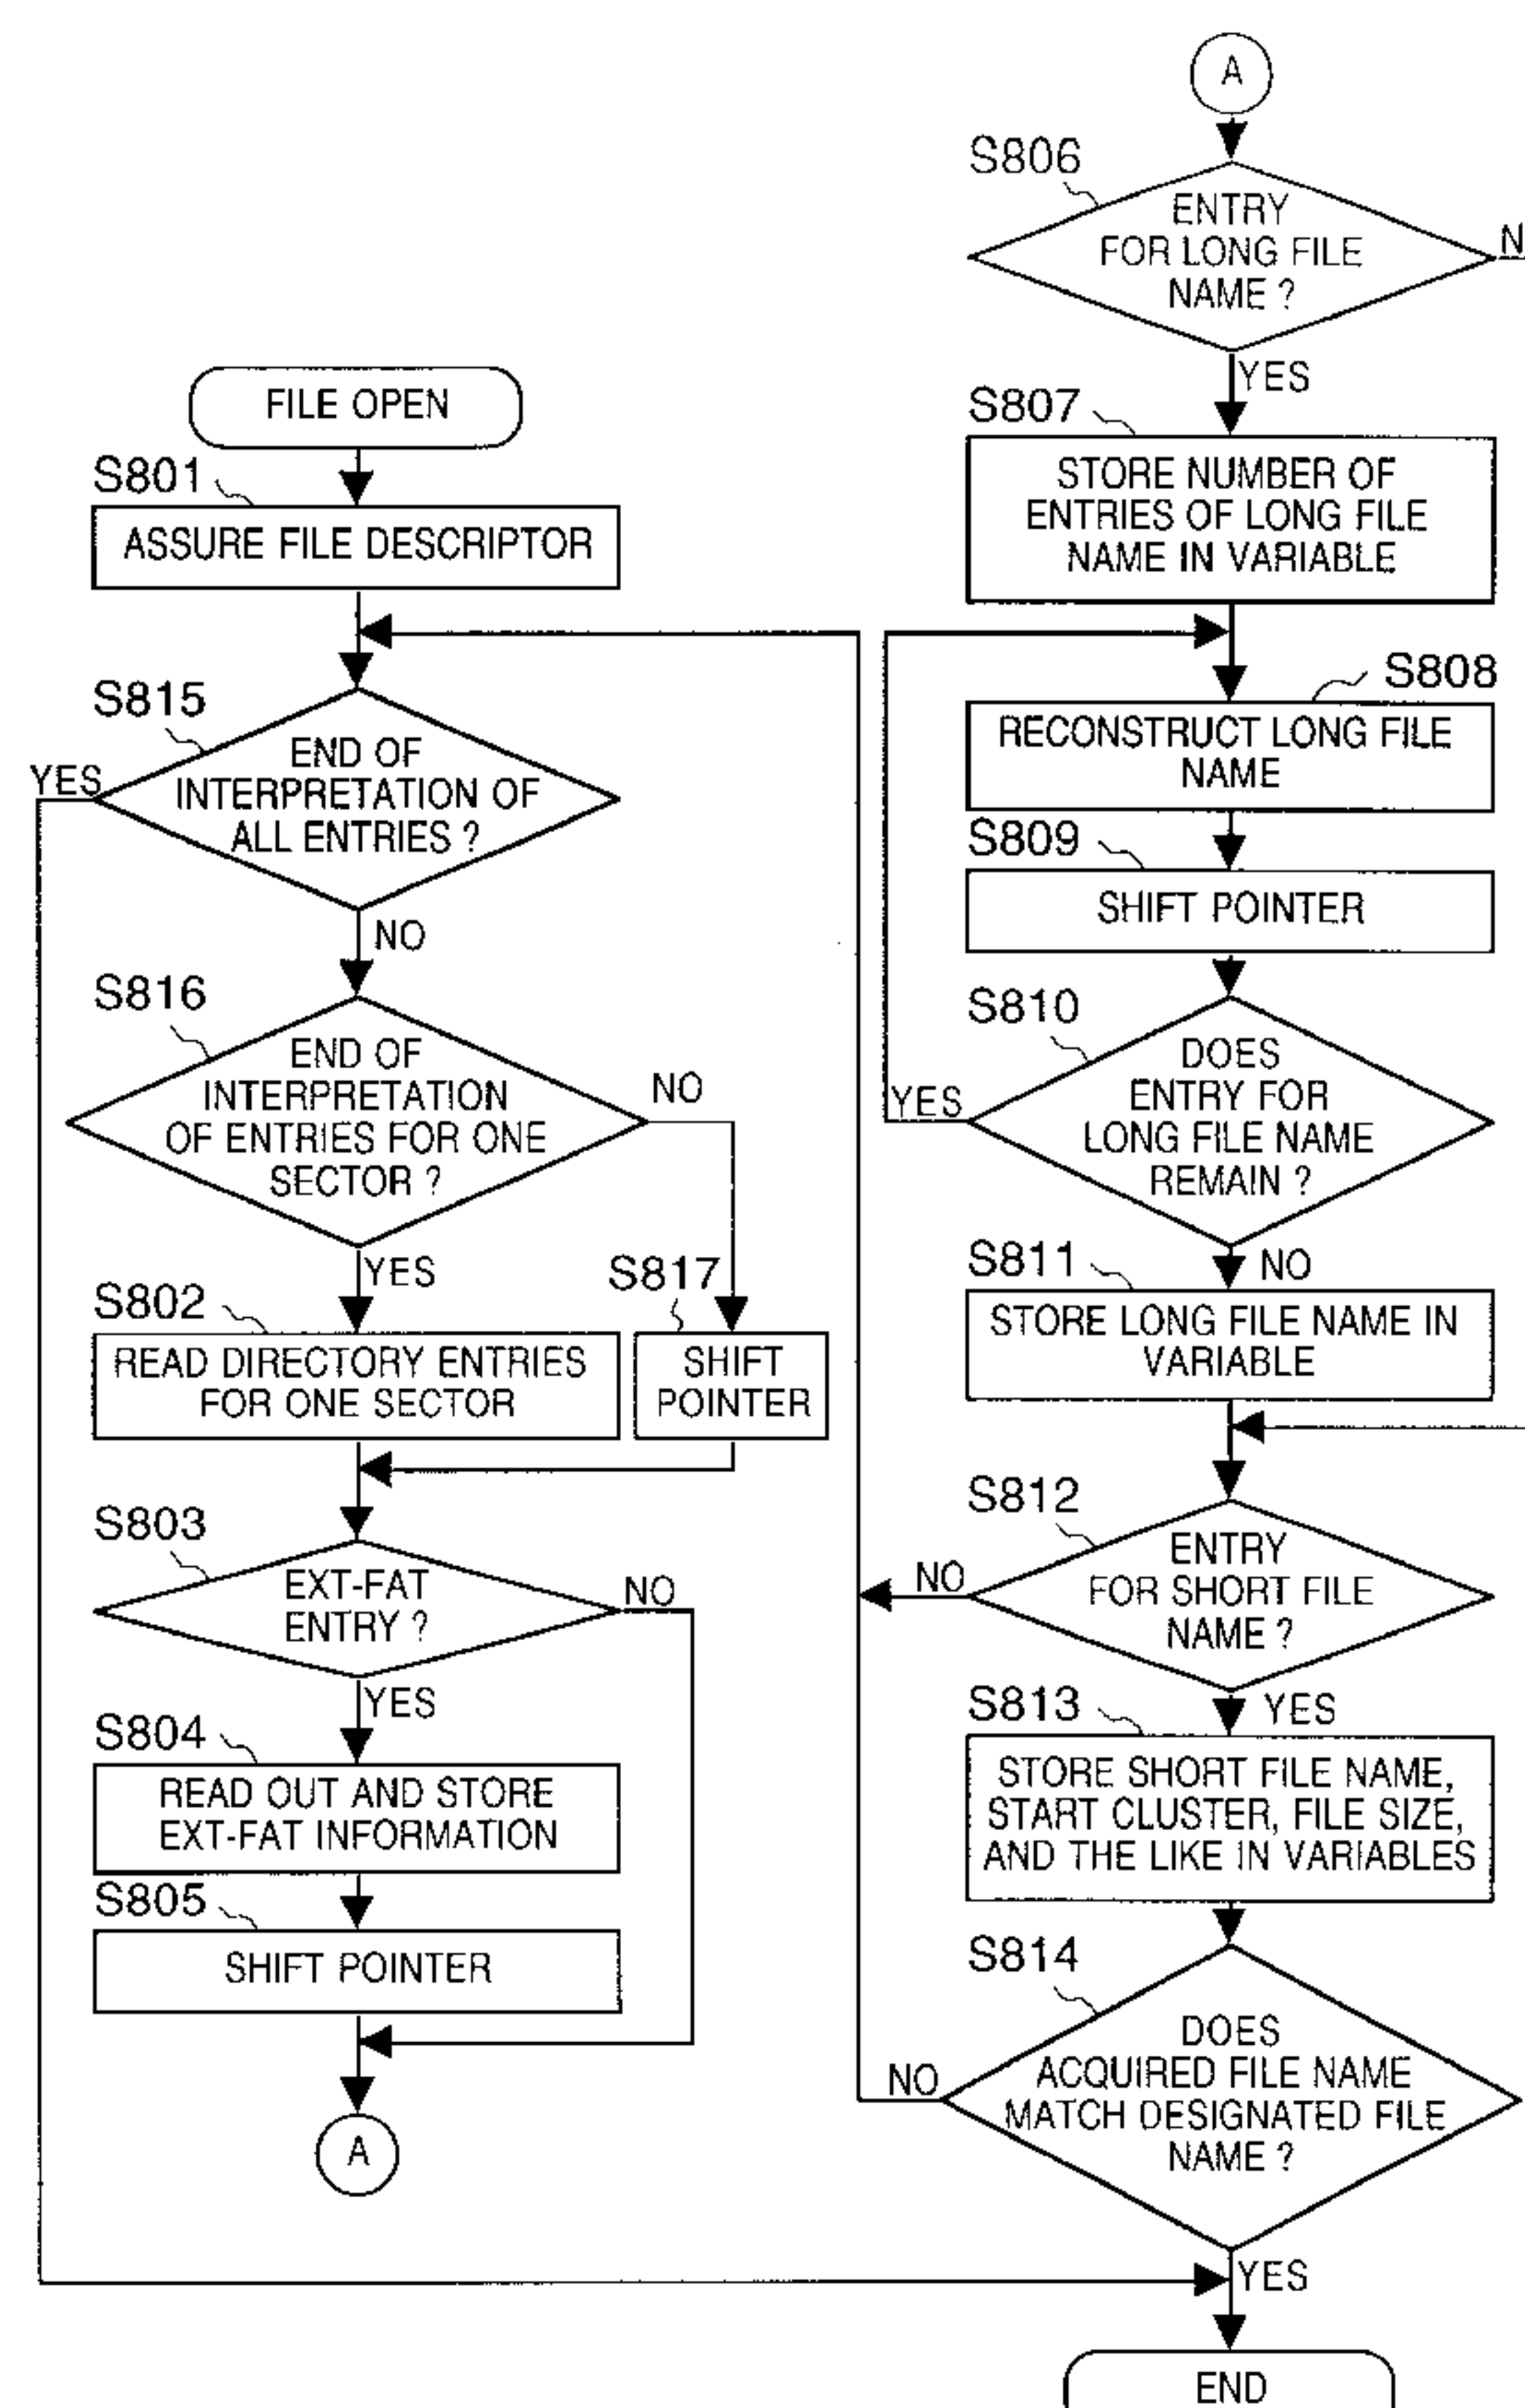 FILE OPEN
S801
ASSURE FILE DESCRIPTOR
S815
END OF
INTERPRETATION OF
ALL ENTRIES ?
YES
NO
S816
END OF
INTERPRETATION
OF ENTRIES FOR ONE
SECTOR ?
NO
YES
S802
READ DIRECTORY ENTRIES
FOR ONE SECTOR
S817
SHIFT
POINTER
S803
EXT-FAT
ENTRY ?
NO
YES
S804
READ OUT AND STORE
EXT-FAT INFORMATION
S805
SHIFT POINTER
A
A
S806
ENTRY
FOR LONG FILE
NAME ?
N
YES
S807
STORE NUMBER OF
ENTRIES OF LONG FILE
NAME IN VARIABLE
S808
RECONSTRUCT LONG FILE
NAME
S809
SHIFT POINTER
S810
DOES
ENTRY FOR
LONG FILE NAME
REMAIN ?
YES
NO
S811
STORE LONG FILE NAME IN
VARIABLE
S812
ENTRY
FOR SHORT FILE
NAME ?
NO
YES
S813
STORE SHORT FILE NAME,
START CLUSTER, FILE SIZE,
AND THE LIKE IN VARIABLES
S814
DOES
ACQUIRED FILE NAME
MATCH DESIGNATED FILE
NAME ?
NO
YES
END